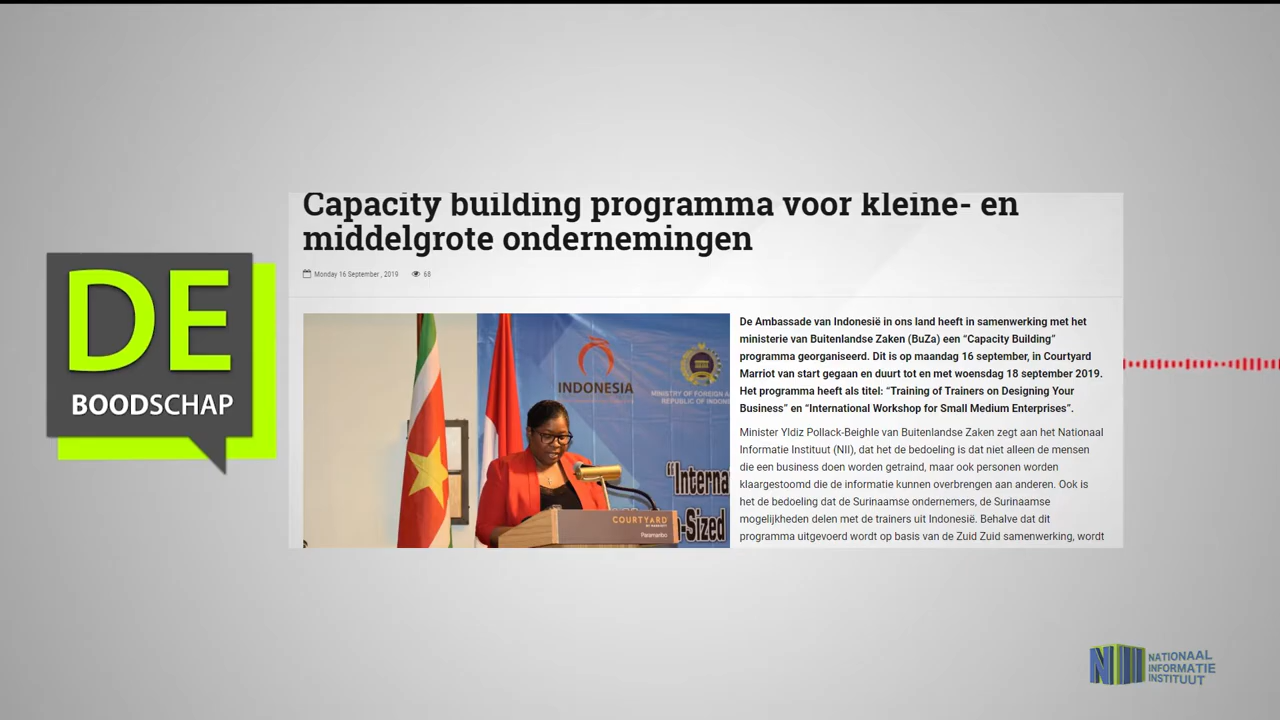 Capacity building programma voor kleine- en
middelgrote ondernemingen
Monday 16 September , 2019 68
DE
BOODSCHAP
INDONESIA
MINISTRY OF FOREIGN
REPUBLIC OF
"Interna
-Sized
COURTYARD
Paramaribo
De Ambassade van Indonesië in ons land heeft in samenwerking met het
ministerie van Buitenlandse Zaken (BuZa) een “Capacity Building”
programma georganiseerd. Dit is op maandag 16 september, in Courtyard
Marriot van start gegaan en duurt tot en met woensdag 18 september 2019.
Het programma heeft als titel: “Training of Trainers on Designing Your
Business” en “International Workshop for Small Medium Enterprises”.
Minister Yldiz Pollack-Beighle van Buitenlandse Zaken zegt aan het Nationaal
Informatie Instituut (NII), dat het de bedoeling is dat niet alleen de mensen
die een business doen worden getraind, maar ook personen worden
klaargestoomd die de informatie kunnen overbrengen aan anderen. Ook is
het de bedoeling dat de Surinaamse ondernemers, de Surinaamse
mogelijkheden delen met de trainers uit Indonesië. Behalve dat dit
programma uitgevoerd wordt op basis van de Zuid Zuid samenwerking, wordt
NII NATIONAAL
INFORMATIE
INSTITUUT